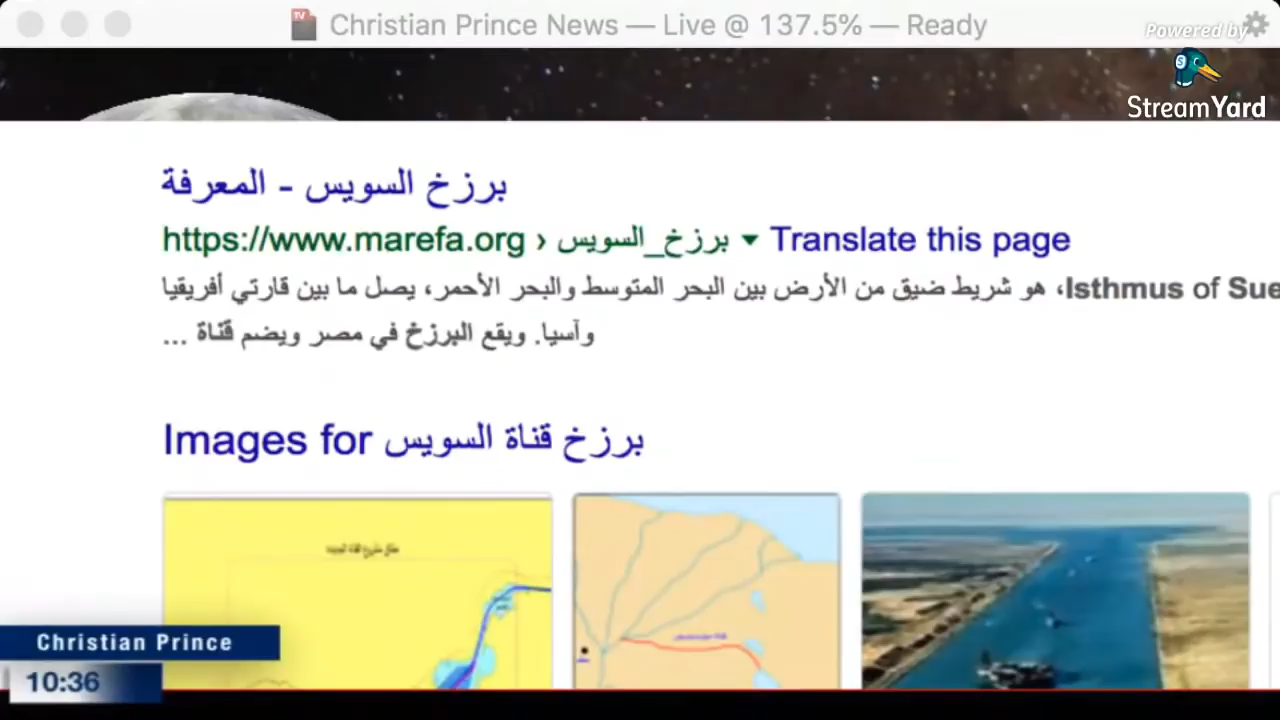 Christian Prince News — Live @ 137.5% — Ready
Powered by
StreamYard
برزخ السويس - المعرفة
https://www.marefa.org › برزخ_السويس ▼ Translate this page
Isthmus of Sue، هو شريط ضيق من الأرض بين البحر المتوسط والبحر الأحمر، يصل ما بين قارتي أفريقيا
وآسيا. ويقع البرزخ في مصر ويضم قناة ...
Images for برزخ قناة السويس
Christian Prince
10:36